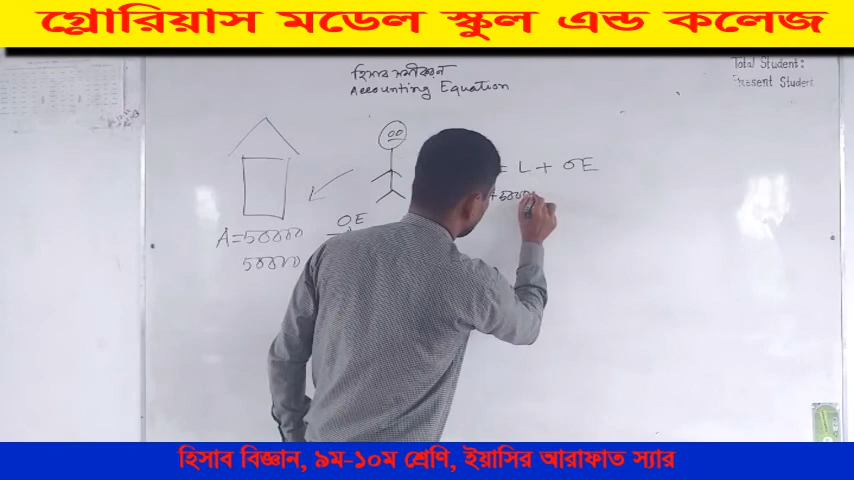 গ্লোরিয়াস মডেল স্কুল এন্ড কলেজ
Total Student:
Present Student
হিসাব সমীকরণ
Accounting Equation
= L + OE
+ 50000
A = 50000
50000
OE
হিসাব বিজ্ঞান, ৯ম-১০ম শ্রেণি, ইয়াসির আরাফাত স্যার